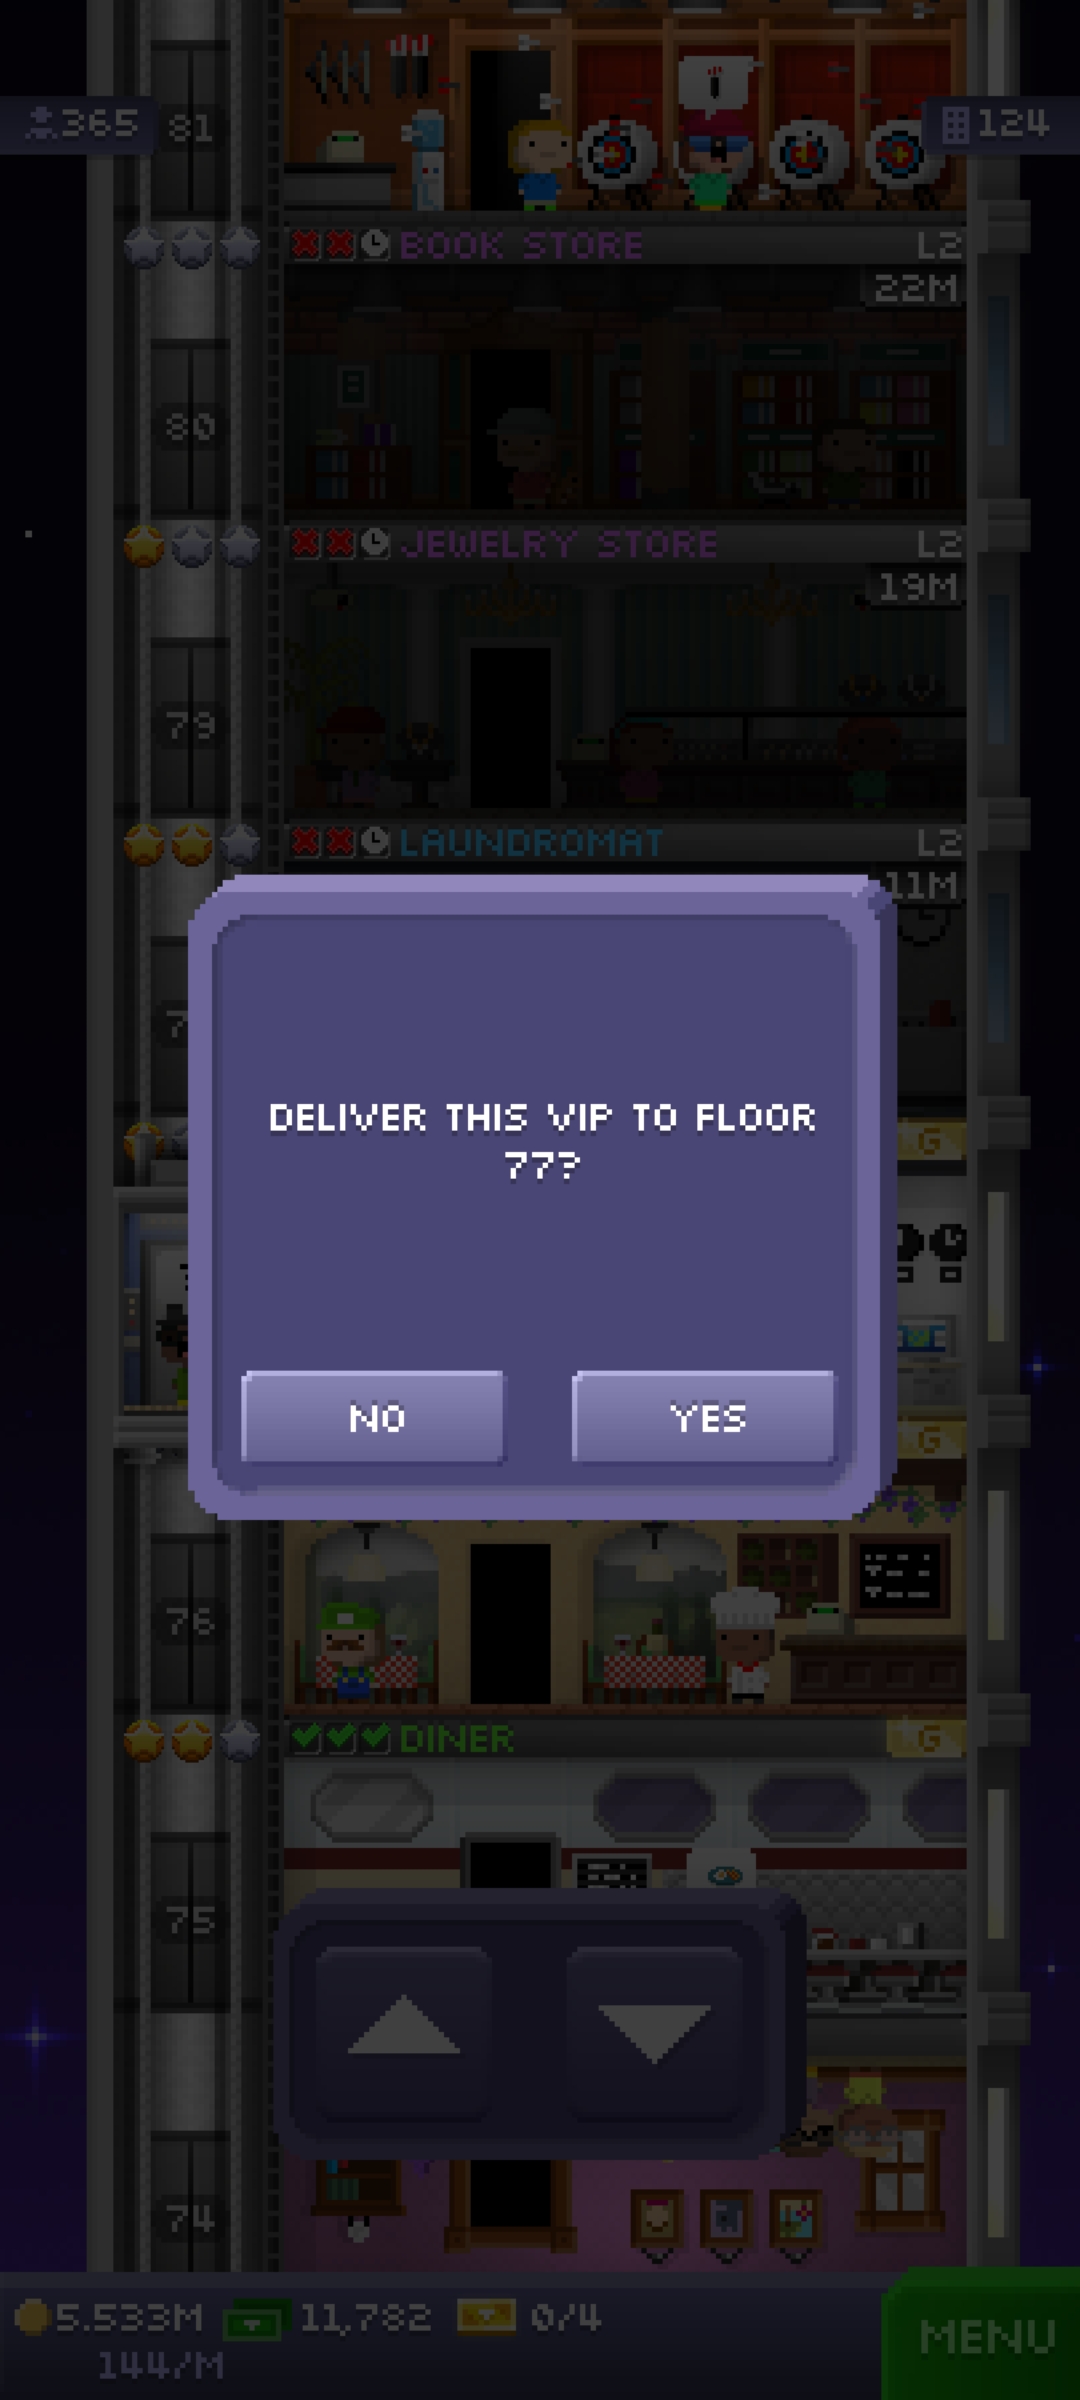 365
81
124
BOOK STORE L2
22M
80
JEWELRY STORE L2
19M
79
LAUNDROMAT L2
11M
7
G
DELIVER THIS VIP TO FLOOR
77?
NO YES
G
76
DINER G
75
74
5.533M 11,782 0/4
144/M
MENU